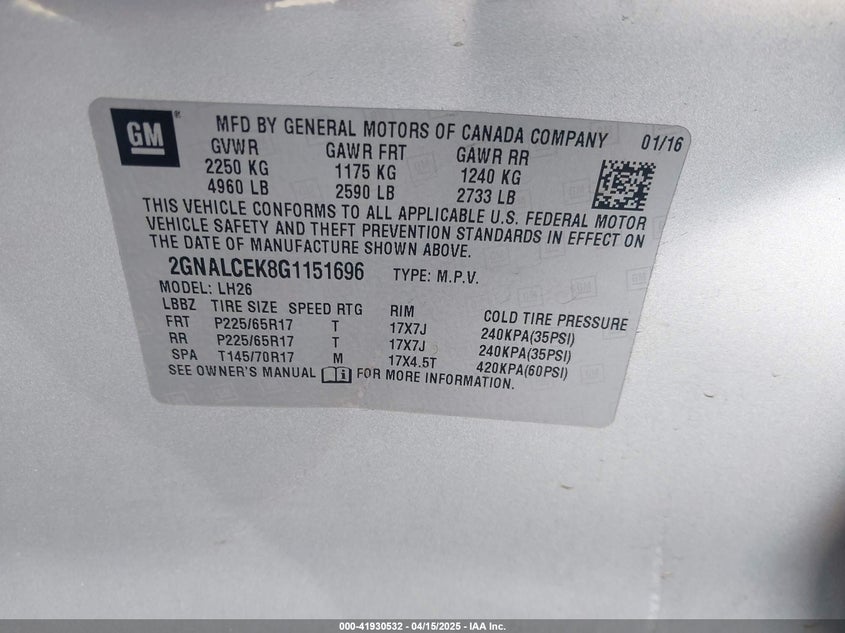 GM®
MFD BY GENERAL MOTORS OF CANADA COMPANY 01/16
GVWR GAWR FRT GAWR RR
2250 KG 1175 KG 1240 KG
4960 LB 2590 LB 2733 LB
THIS VEHICLE CONFORMS TO ALL APPLICABLE U.S. FEDERAL MOTOR
VEHICLE SAFETY AND THEFT PREVENTION STANDARDS IN EFFECT ON
THE DATE OF MANUFACTURE SHOWN ABOVE.
2GNALCEK8G1151696 TYPE: M.P.V.
MODEL: LH26
LBBZ TIRE SIZE SPEED RTG RIM COLD TIRE PRESSURE
FRT P225/65R17 T 17X7J 240KPA(35PSI)
RR P225/65R17 T 17X7J 240KPA(35PSI)
SPA T145/70R17 M 17X4.5T 420KPA(60PSI)
SEE OWNER'S MANUAL FOR MORE INFORMATION.
000-41930532 - 04/15/2025 - IAA Inc.